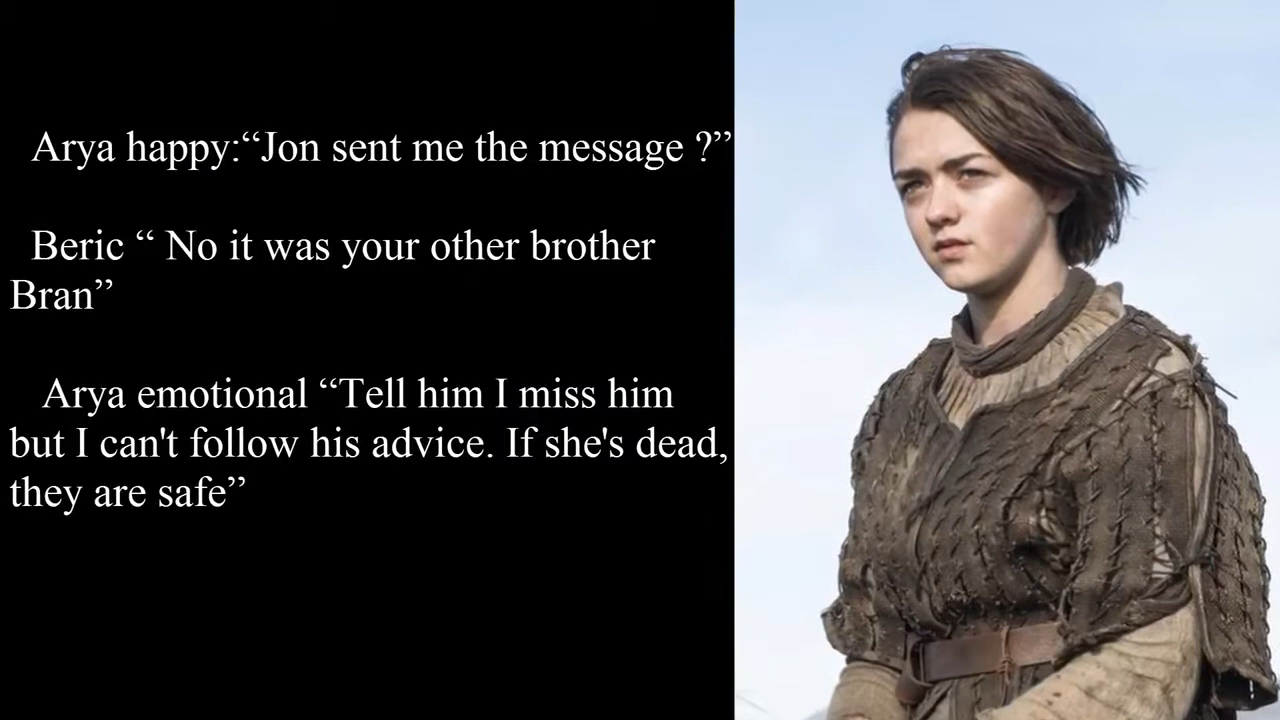 Arya happy:“Jon sent me the message ?”
Beric “ No it was your other brother
Bran”
Arya emotional “Tell him I miss him
but I can't follow his advice. If she's dead,
they are safe”